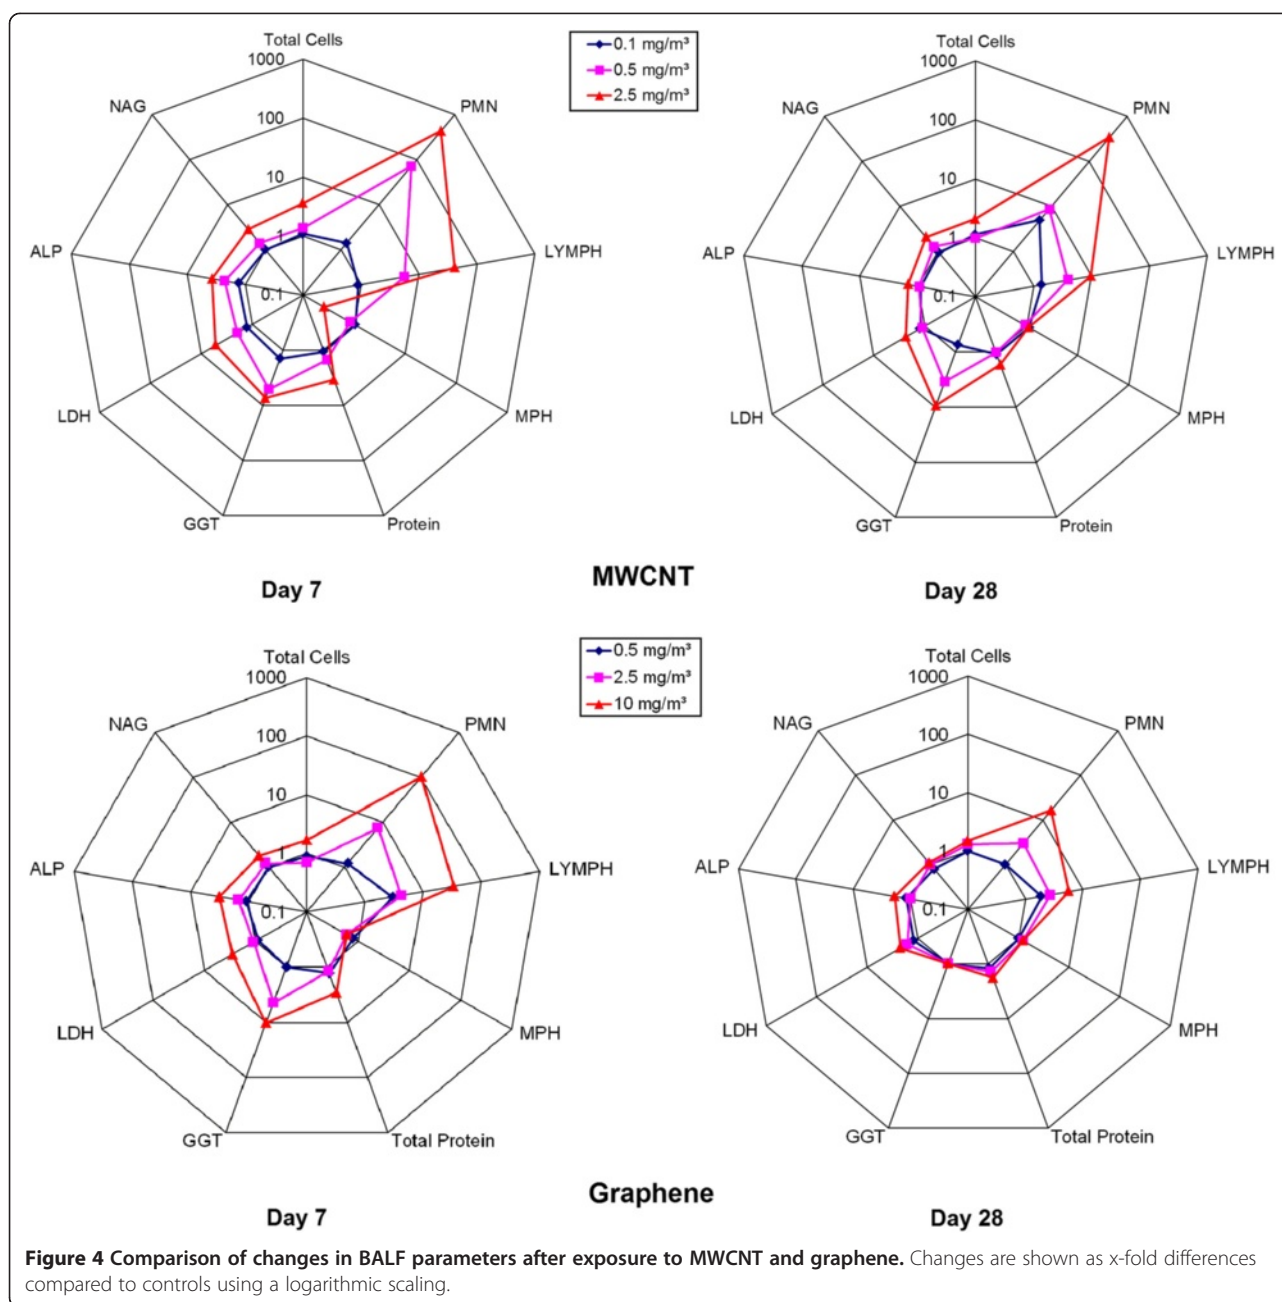 Total Cells
1000
100
10
1
0.1
NAG
PMN
ALP
LYMPH
LDH
MPH
GGT
Protein
Day 7
0.1 mg/m³
0.5 mg/m³
2.5 mg/m³
Total Cells
1000
100
10
1
0.1
NAG
PMN
ALP
LYMPH
LDH
MPH
GGT
Protein
Day 28
MWCNT
Total Cells
1000
100
10
1
0.1
NAG
PMN
ALP
LYMPH
LDH
MPH
GGT
Total Protein
Day 7
0.5 mg/m³
2.5 mg/m³
10 mg/m³
Total Cells
1000
100
10
1
0.1
NAG
PMN
ALP
LYMPH
LDH
MPH
GGT
Total Protein
Day 28
Graphene
Figure 4 Comparison of changes in BALF parameters after exposure to MWCNT and graphene. Changes are shown as x-fold differences
compared to controls using a logarithmic scaling.